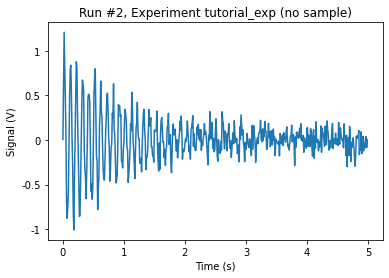 Run #2, Experiment tutorial_exp (no sample)
Signal (V)
1
0.5
0
-0.5
-1
0 1 2 3 4 5
Time (s)